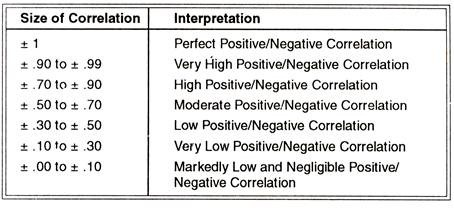 Size of Correlation Interpretation
± 1 Perfect Positive/Negative Correlation
± .90 to ± .99 Very High Positive/Negative Correlation
± .70 to ± .90 High Positive/Negative Correlation
± .50 to ± .70 Moderate Positive/Negative Correlation
± .30 to ± .50 Low Positive/Negative Correlation
± .10 to ± .30 Very Low Positive/Negative Correlation
± .00 to ± .10 Markedly Low and Negligible Positive/
Negative Correlation